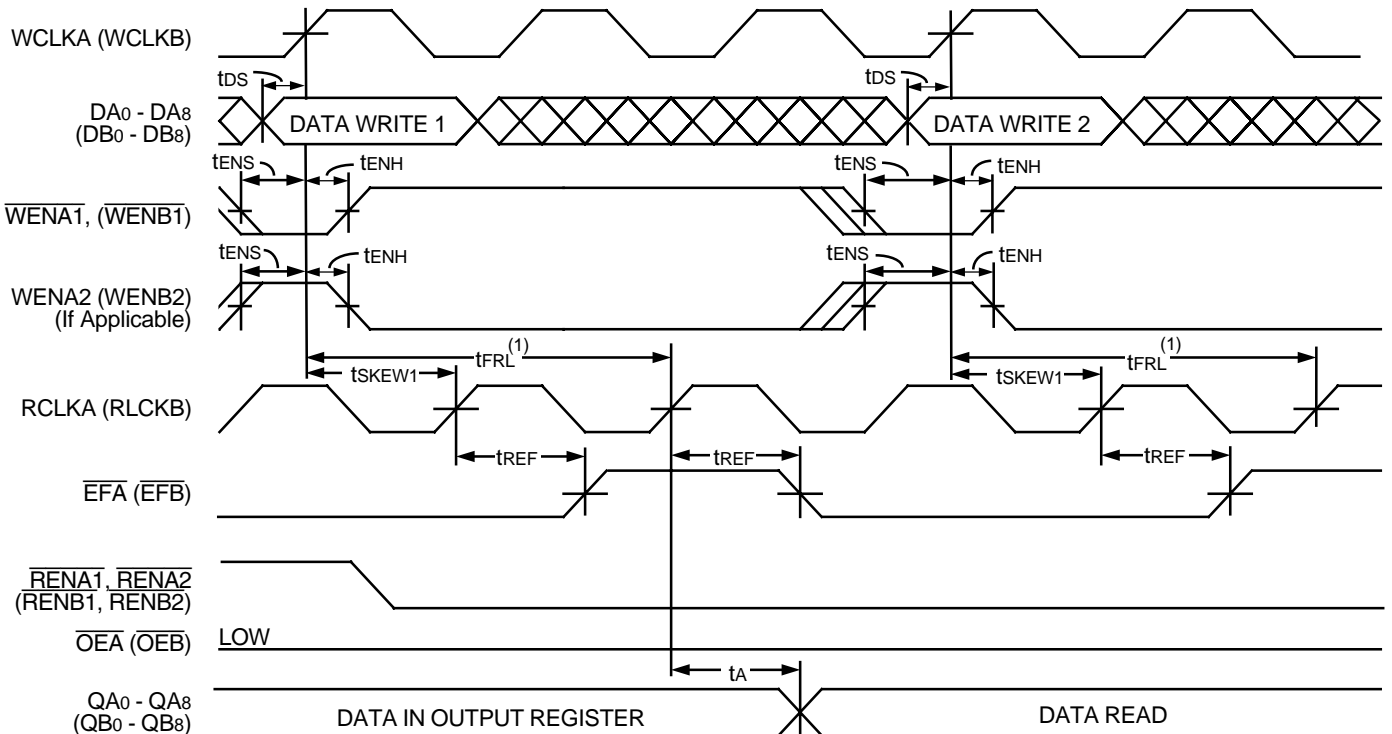 WCLKA (WCLKB)
tDS
tDS
DA0 - DA8
(DB0 - DB8)
DATA WRITE 1
DATA WRITE 2
tENS
tENH
tENS
tENH
WENA1, (WENB1)
tENS
tENH
tENS
tENH
WENA2 (WENB2)
(If Applicable)
tFRL(1)
tFRL(1)
tSKEW1
tSKEW1
RCLKA (RLCKB)
tREF
tREF
tREF
EFA (EFB)
RENA1, RENA2
(RENB1, RENB2)
OEA (OEB)
LOW
tA
QA0 - QA8
(QB0 - QB8)
DATA IN OUTPUT REGISTER
DATA READ